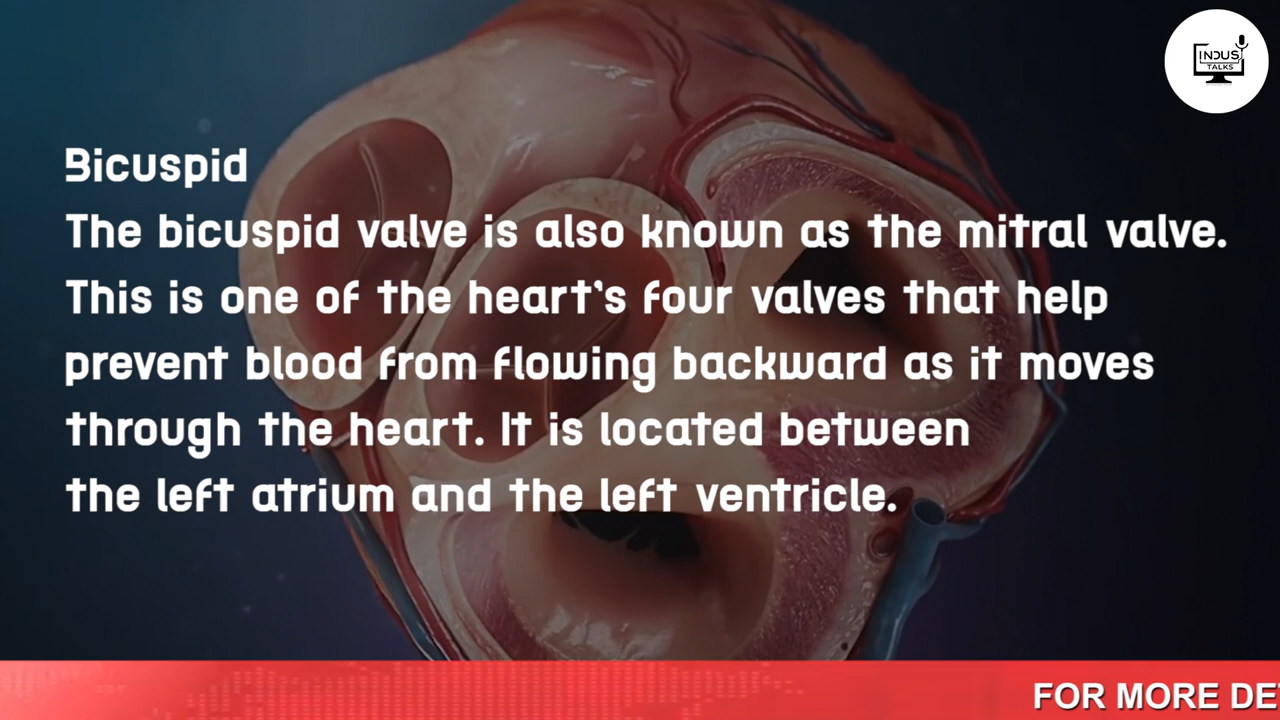 INDUS
TALKS
Bicuspid
The bicuspid valve is also known as the mitral valve.
This is one of the heart's four valves that help
prevent blood from flowing backward as it moves
through the heart. It is located between
the left atrium and the left ventricle.
FOR MORE DE